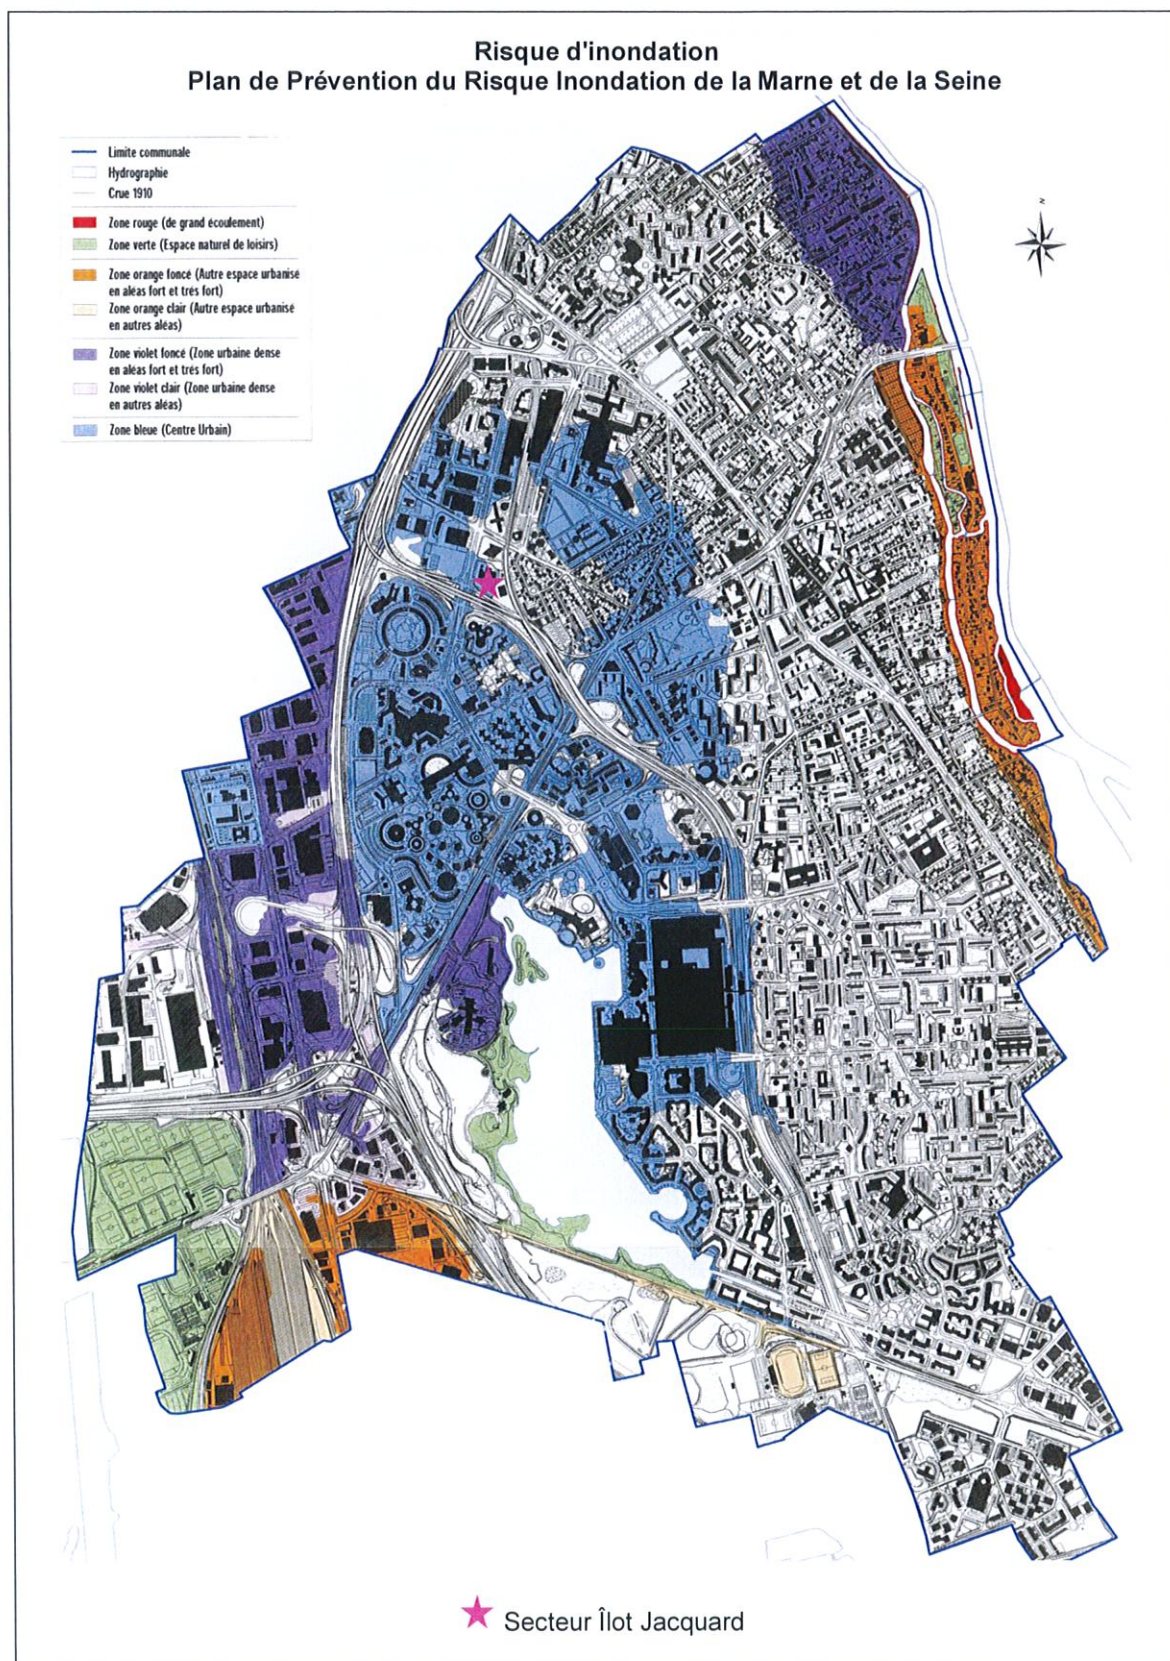 Risque d'inondation
Plan de Prévention du Risque Inondation de la Marne et de la Seine
Limite communale
Hydrographie
Crue 1910
Zone rouge (de grand écoulement)
Zone verte (Espace naturel de loisirs)
Zone orange foncé (Autre espace urbanisé
en aléas fort et très fort)
Zone orange clair (Autre espace urbanisé
en autres aléas)
Zone violet foncé (Zone urbaine dense
en aléas fort et très fort)
Zone violet clair (Zone urbaine dense
en autres aléas)
Zone bleue (Centre Urbain)
N
Secteur Îlot Jacquard